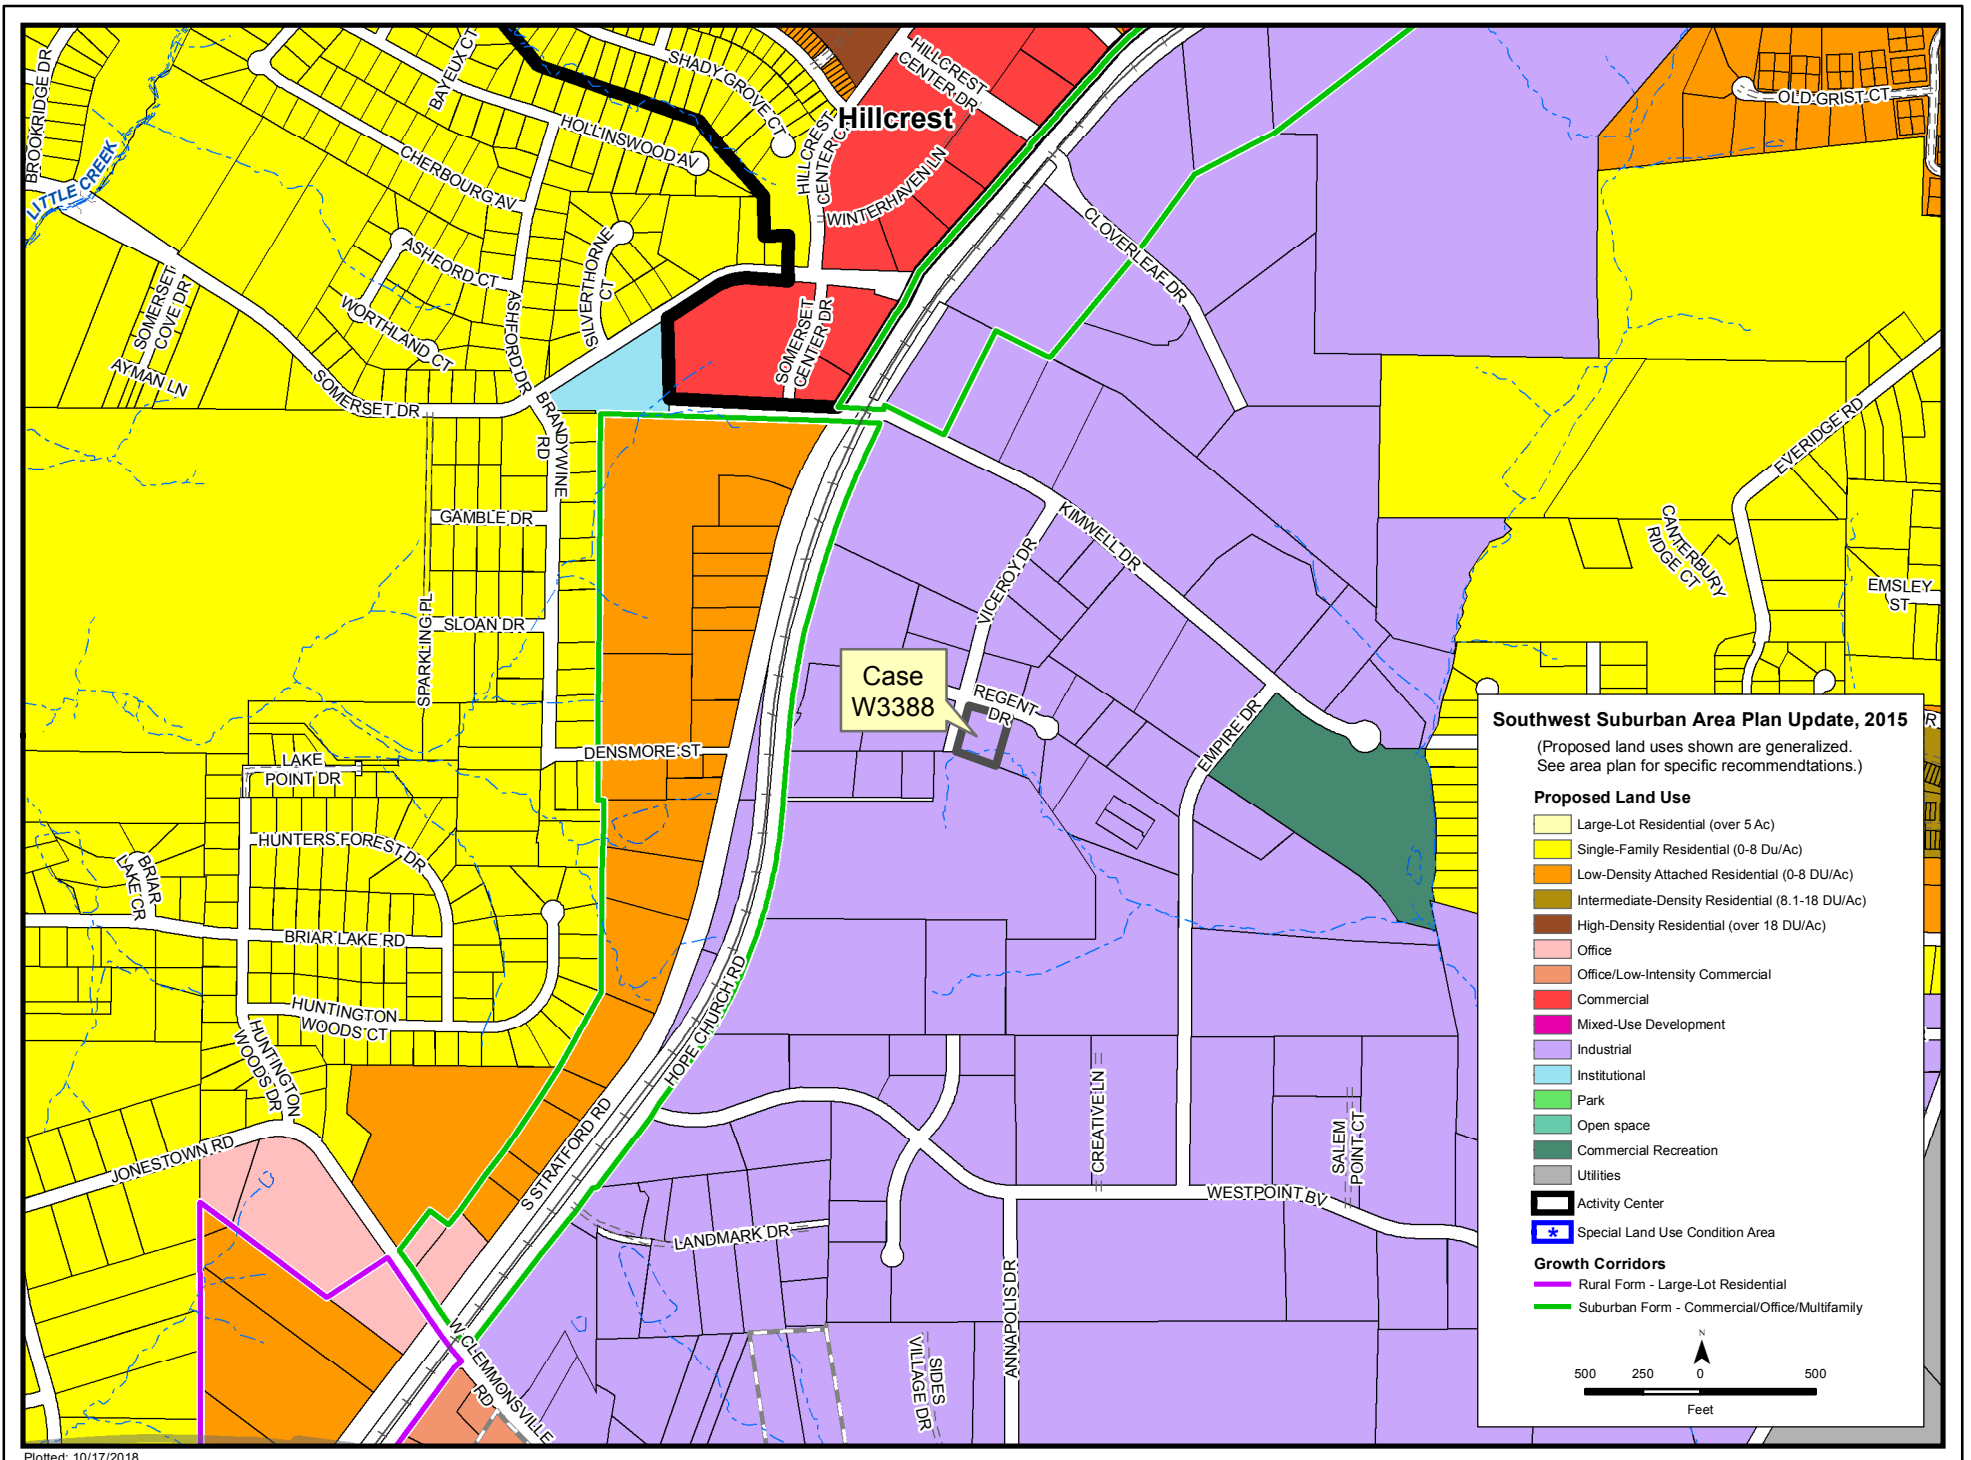 BROOKRIDGE DR
BAYEUX CT
SHADY GROVE CT
HILLCREST
CENTER DR
Hillcrest
OLD GRIST CT
HOLLINSWOOD AV
HILLCREST
CENTER C
LITTLE CREEK
CHERBOURG AV
WINTERHAVEN LN
CLOVERLEAF DR
ASHFORD CT
SILVERTHORNE
CT
SOMERSET
COVE DR
WORTHLAND CT
ASHFORD DR
SOMERSET
CENTER DR
AYMAN LN
SOMERSET DR
BRANDYWINE
RD
EVERIDGE RD
GAMBLE DR
KIMWELL DR
CANTERBURY
RIDGE CT
VICEROY DR
EMSLEY
ST
SPARKLING PL
SLOAN DR
Case
W3388
REGENT
DR
EMPIRE DR
DENSMORE ST
LAKE
POINT DR
HUNTERS FOREST DR
BRIAR
LAKE CR
BRIAR LAKE RD
HUNTINGTON
WOODS CT
HUNTINGTON
WOODS DR
HOPE CHURCH RD
S STRATFORD RD
JONESTOWN RD
CREATIVE LN
SALEM
POINT CT
WESTPOINT BV
LANDMARK DR
ANNAPOLIS DR
SIDES
VILLAGE DR
W CLEMMONSVILLE
RD
R
Southwest Suburban Area Plan Update, 2015
(Proposed land uses shown are generalized.
See area plan for specific recommendtations.)
Proposed Land Use
Large-Lot Residential (over 5 Ac)
Single-Family Residential (0-8 Du/Ac)
Low-Density Attached Residential (0-8 DU/Ac)
Intermediate-Density Residential (8.1-18 DU/Ac)
High-Density Residential (over 18 DU/Ac)
Office
Office/Low-Intensity Commercial
Commercial
Mixed-Use Development
Industrial
Institutional
Park
Open space
Commercial Recreation
Utilities
Activity Center
* Special Land Use Condition Area
Growth Corridors
Rural Form - Large-Lot Residential
Suburban Form - Commercial/Office/Multifamily
N
500 250 0 500
Feet
Plotted: 10/17/2018